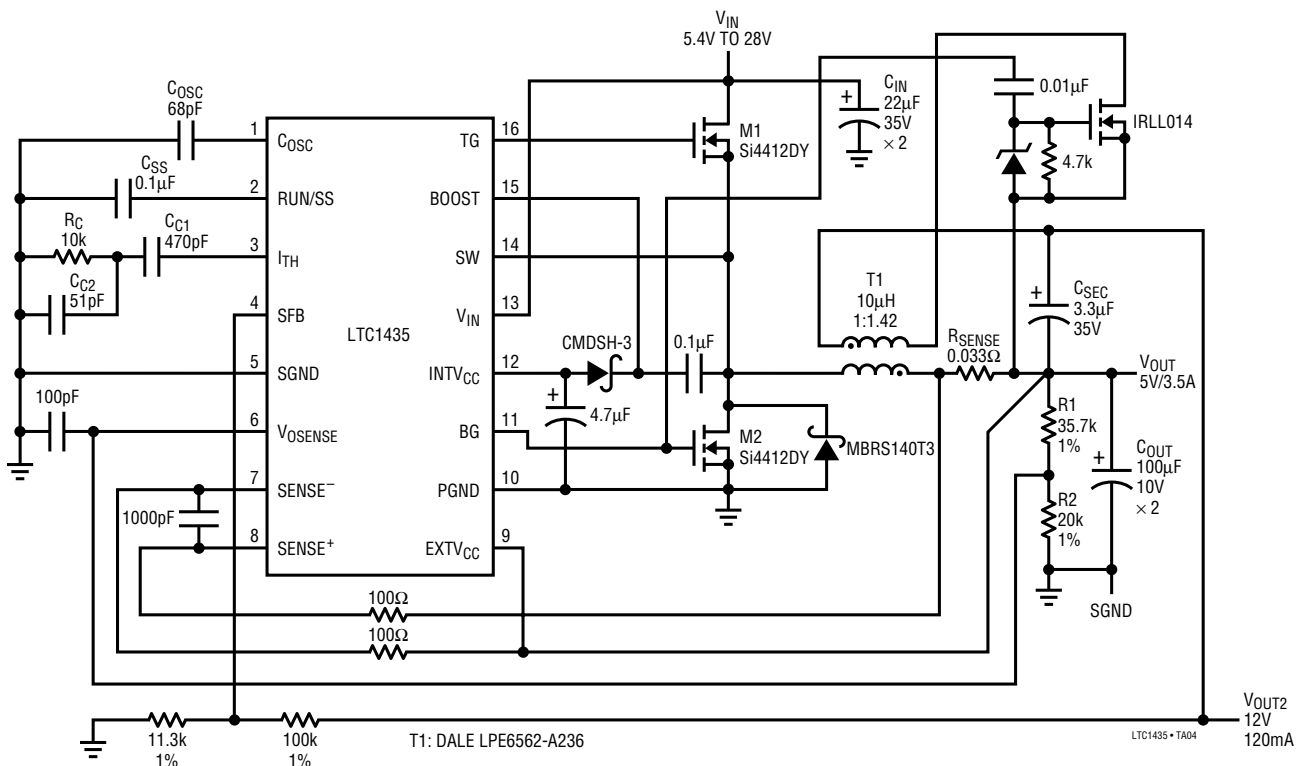 V_IN
5.4V TO 28V
C_OSC
68pF
1
C_OSC
C_SS
0.1µF
2
RUN/SS
R_C
10k
C_C1
470pF
3
I_TH
C_C2
51pF
4
SFB
LTC1435
5
SGND
100pF
6
V_OSENSE
7
SENSE⁻
1000pF
8
SENSE⁺
TG
16
BOOST
15
SW
14
V_IN
13
INTV_CC
12
BG
11
PGND
10
EXTV_CC
9
M1
Si4412DY
+
C_IN
22µF
35V
× 2
0.01µF
IRLL014
4.7k
CMDSH-3
0.1µF
+
4.7µF
M2
Si4412DY
MBRS140T3
T1
10µH
1:1.42
R_SENSE
0.033Ω
+
C_SEC
3.3µF
35V
V_OUT
5V/3.5A
R1
35.7k
1%
R2
20k
1%
+
C_OUT
100µF
10V
× 2
SGND
100Ω
100Ω
11.3k
1%
100k
1%
T1: DALE LPE6562-A236
V_OUT2
12V
120mA
LTC1435 • TA04